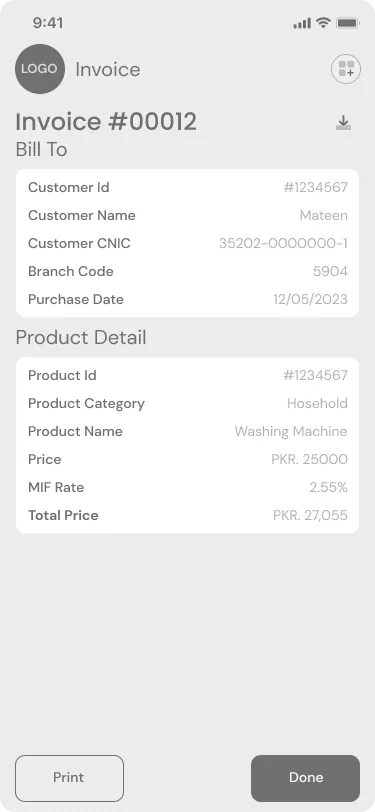 9:41
LOGO Invoice
Invoice #00012
Bill To
Customer Id #1234567
Customer Name Mateen
Customer CNIC 35202-0000000-1
Branch Code 5904
Purchase Date 12/05/2023
Product Detail
Product Id #1234567
Product Category Hosehold
Product Name Washing Machine
Price PKR. 25000
MIF Rate 2.55%
Total Price PKR. 27,055
Print Done